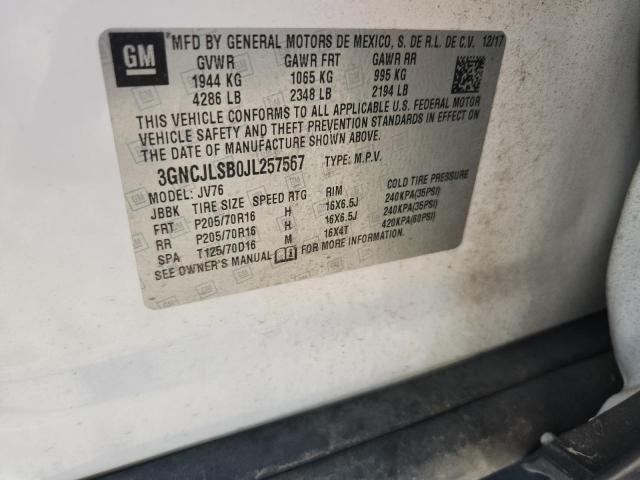 GM
MFD BY GENERAL MOTORS DE MEXICO, S. DE R.L. DE C.V. 12/17
GVWR GAWR FRT GAWR RR
1944 KG 1065 KG 995 KG
4286 LB 2348 LB 2194 LB
THIS VEHICLE CONFORMS TO ALL APPLICABLE U.S. FEDERAL MOTOR
VEHICLE SAFETY AND THEFT PREVENTION STANDARDS IN EFFECT ON
THE DATE OF MANUFACTURE SHOWN ABOVE.
3GNCJLSB0JL257567 TYPE: M.P.V.
MODEL: JV76
JBBK TIRE SIZE SPEED RTG RIM COLD TIRE PRESSURE
FRT P205/70R16 H 16X6.5J 240KPA(35PSI)
RR P205/70R16 H 16X6.5J 240KPA(35PSI)
SPA T125/70D16 M 16X4T 420KPA(60PSI)
SEE OWNER'S MANUAL FOR MORE INFORMATION.